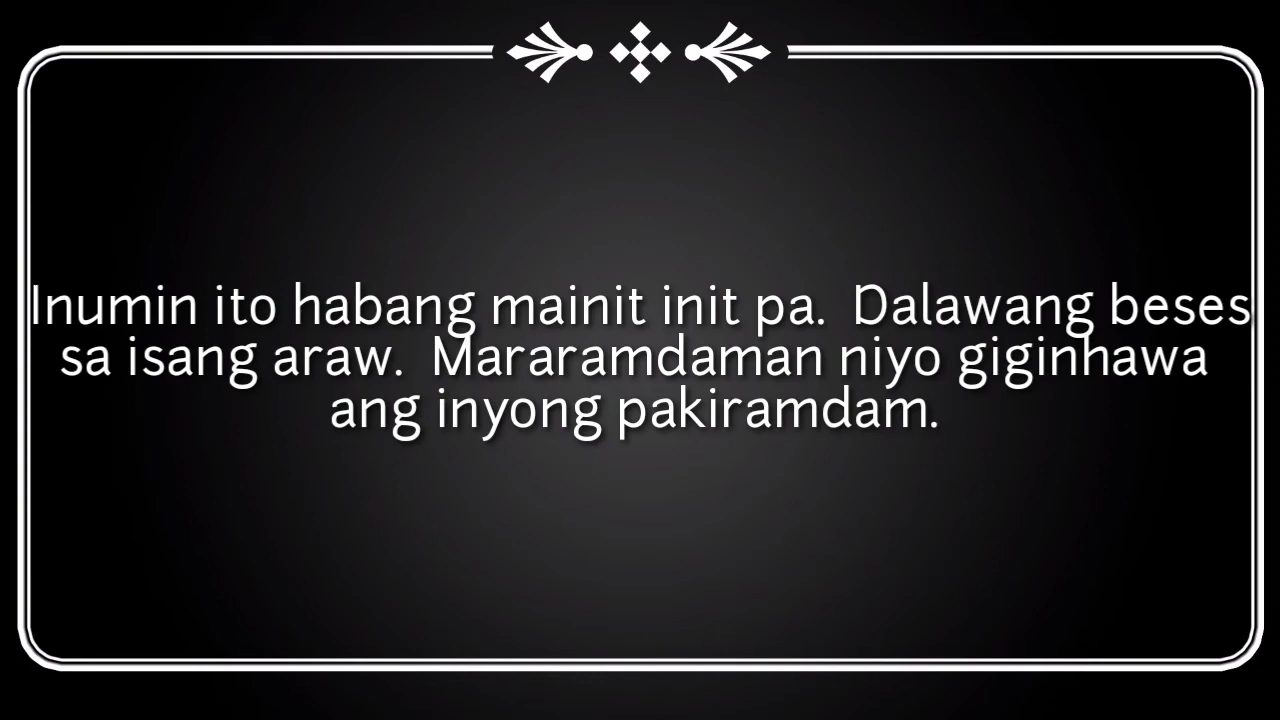 Inumin ito habang mainit init pa.  Dalawang beses
sa isang araw.  Mararamdaman niyo giginhawa
ang inyong pakiramdam.